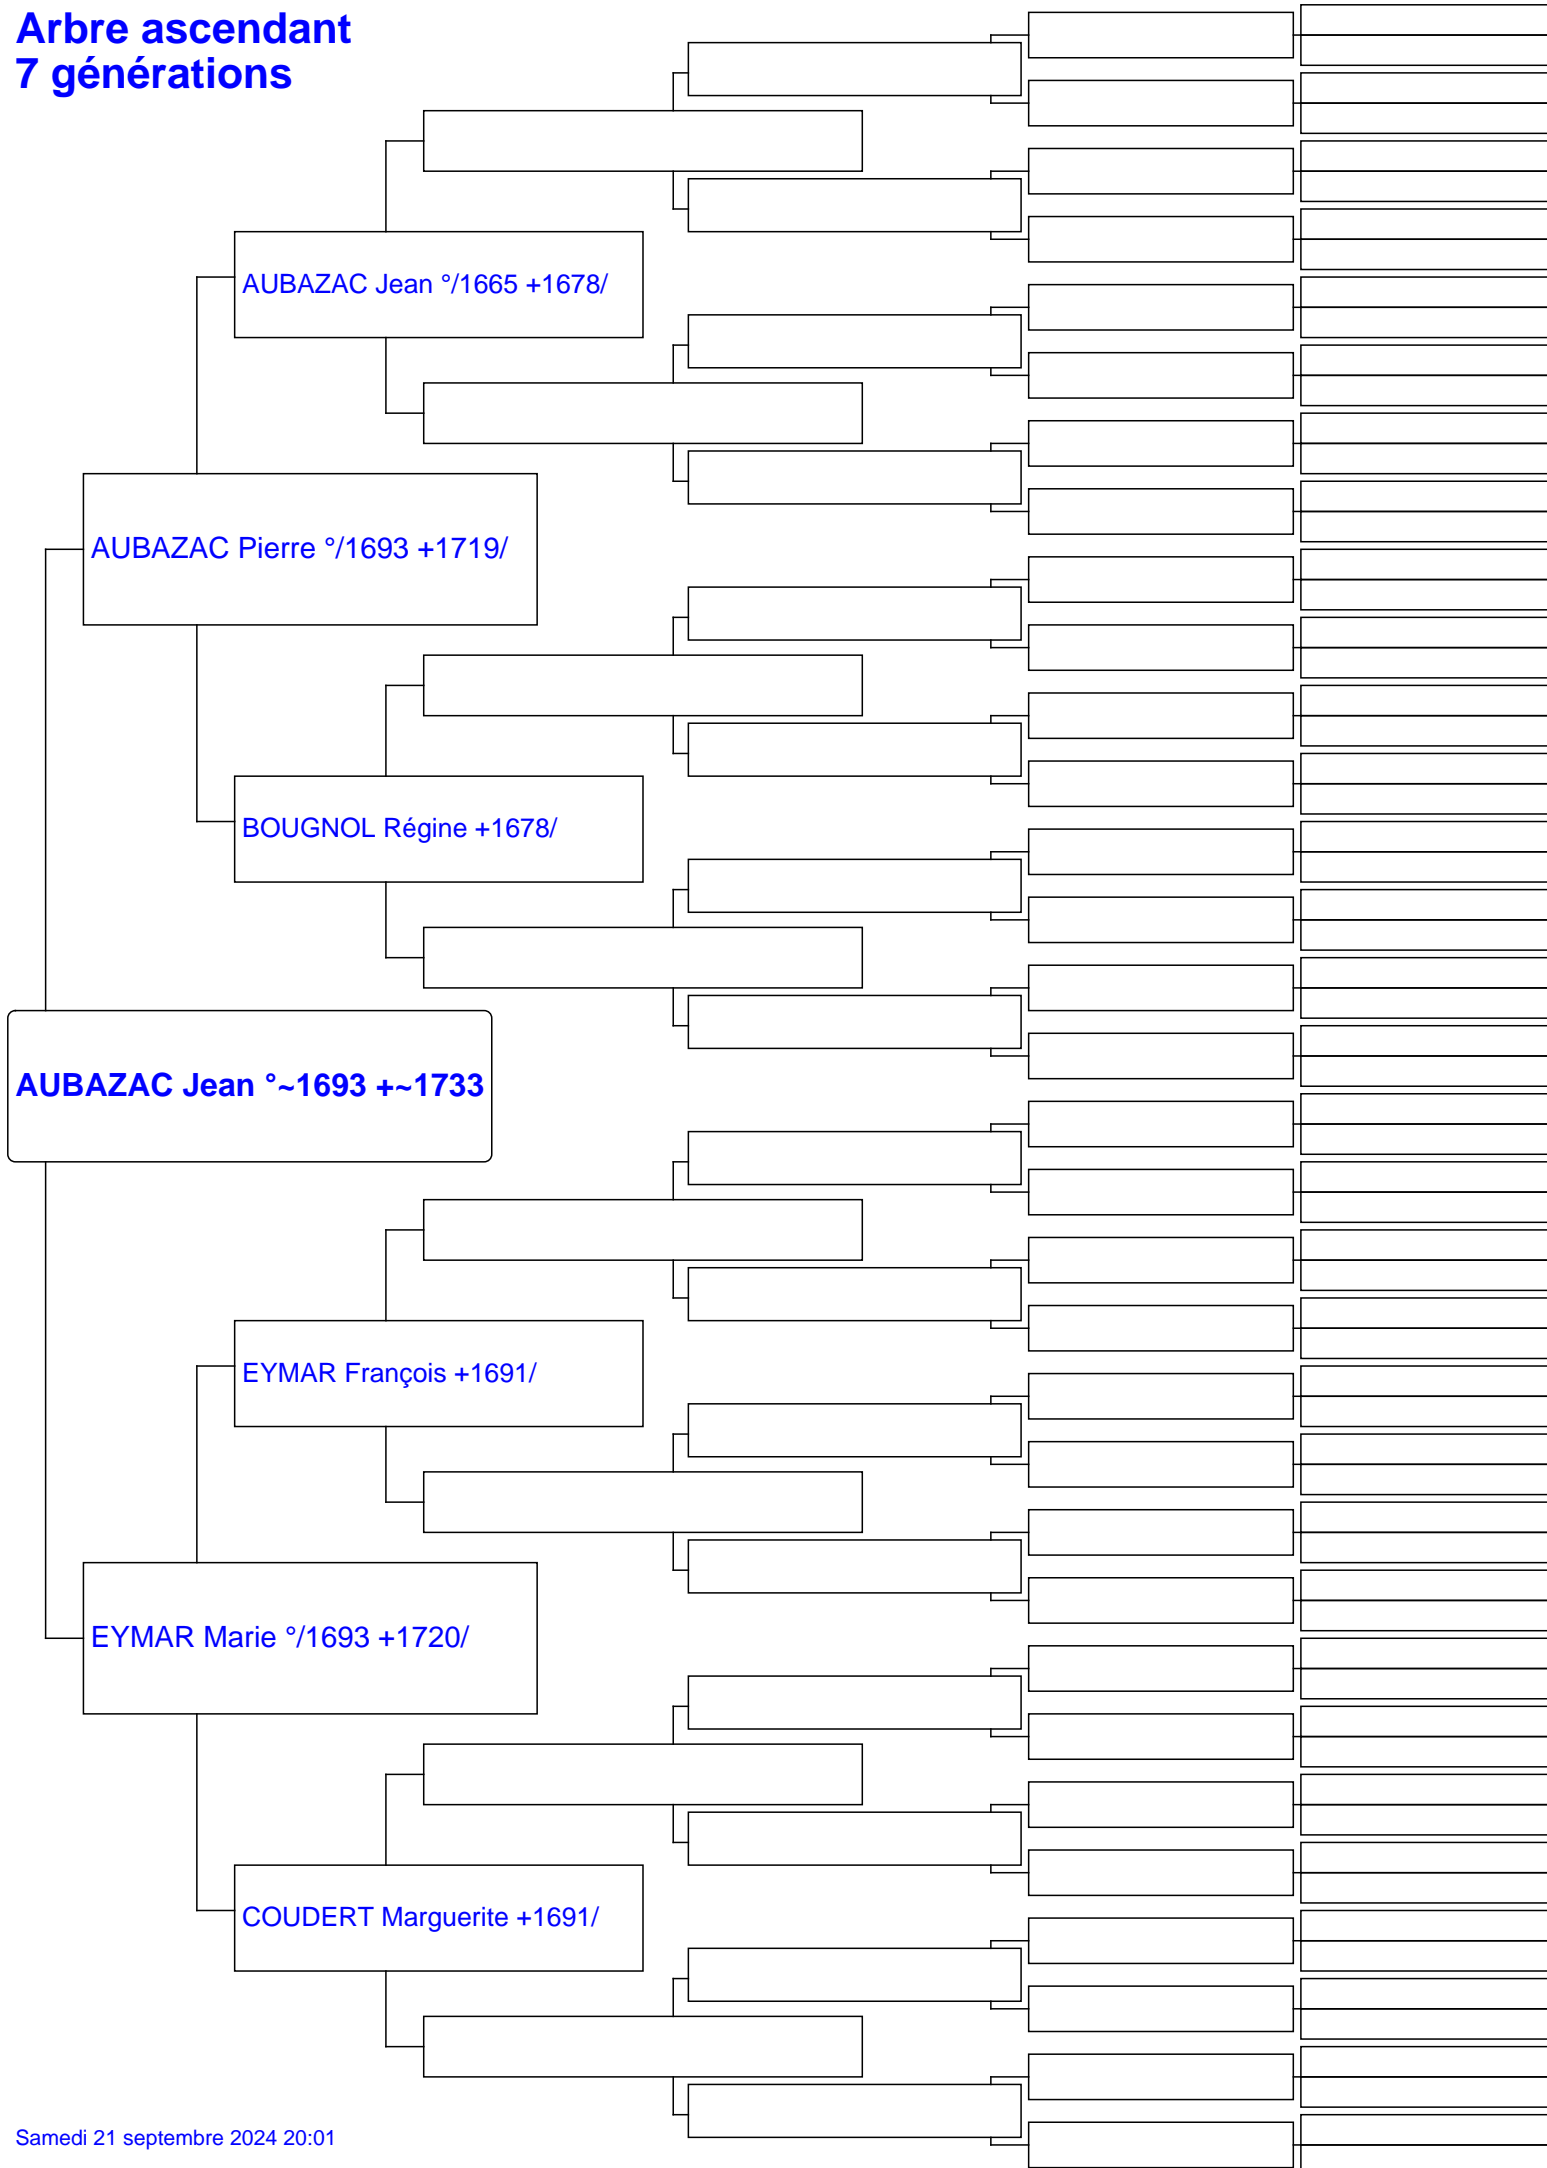 Arbre ascendant
7 générations
AUBAZAC Jean °/1665 +1678/
AUBAZAC Pierre °/1693 +1719/
BOUGNOL Régine +1678/
AUBAZAC Jean °~1693 +~1733
EYMAR François +1691/
EYMAR Marie °/1693 +1720/
COUDERT Marguerite +1691/
Samedi 21 septembre 2024 20:01